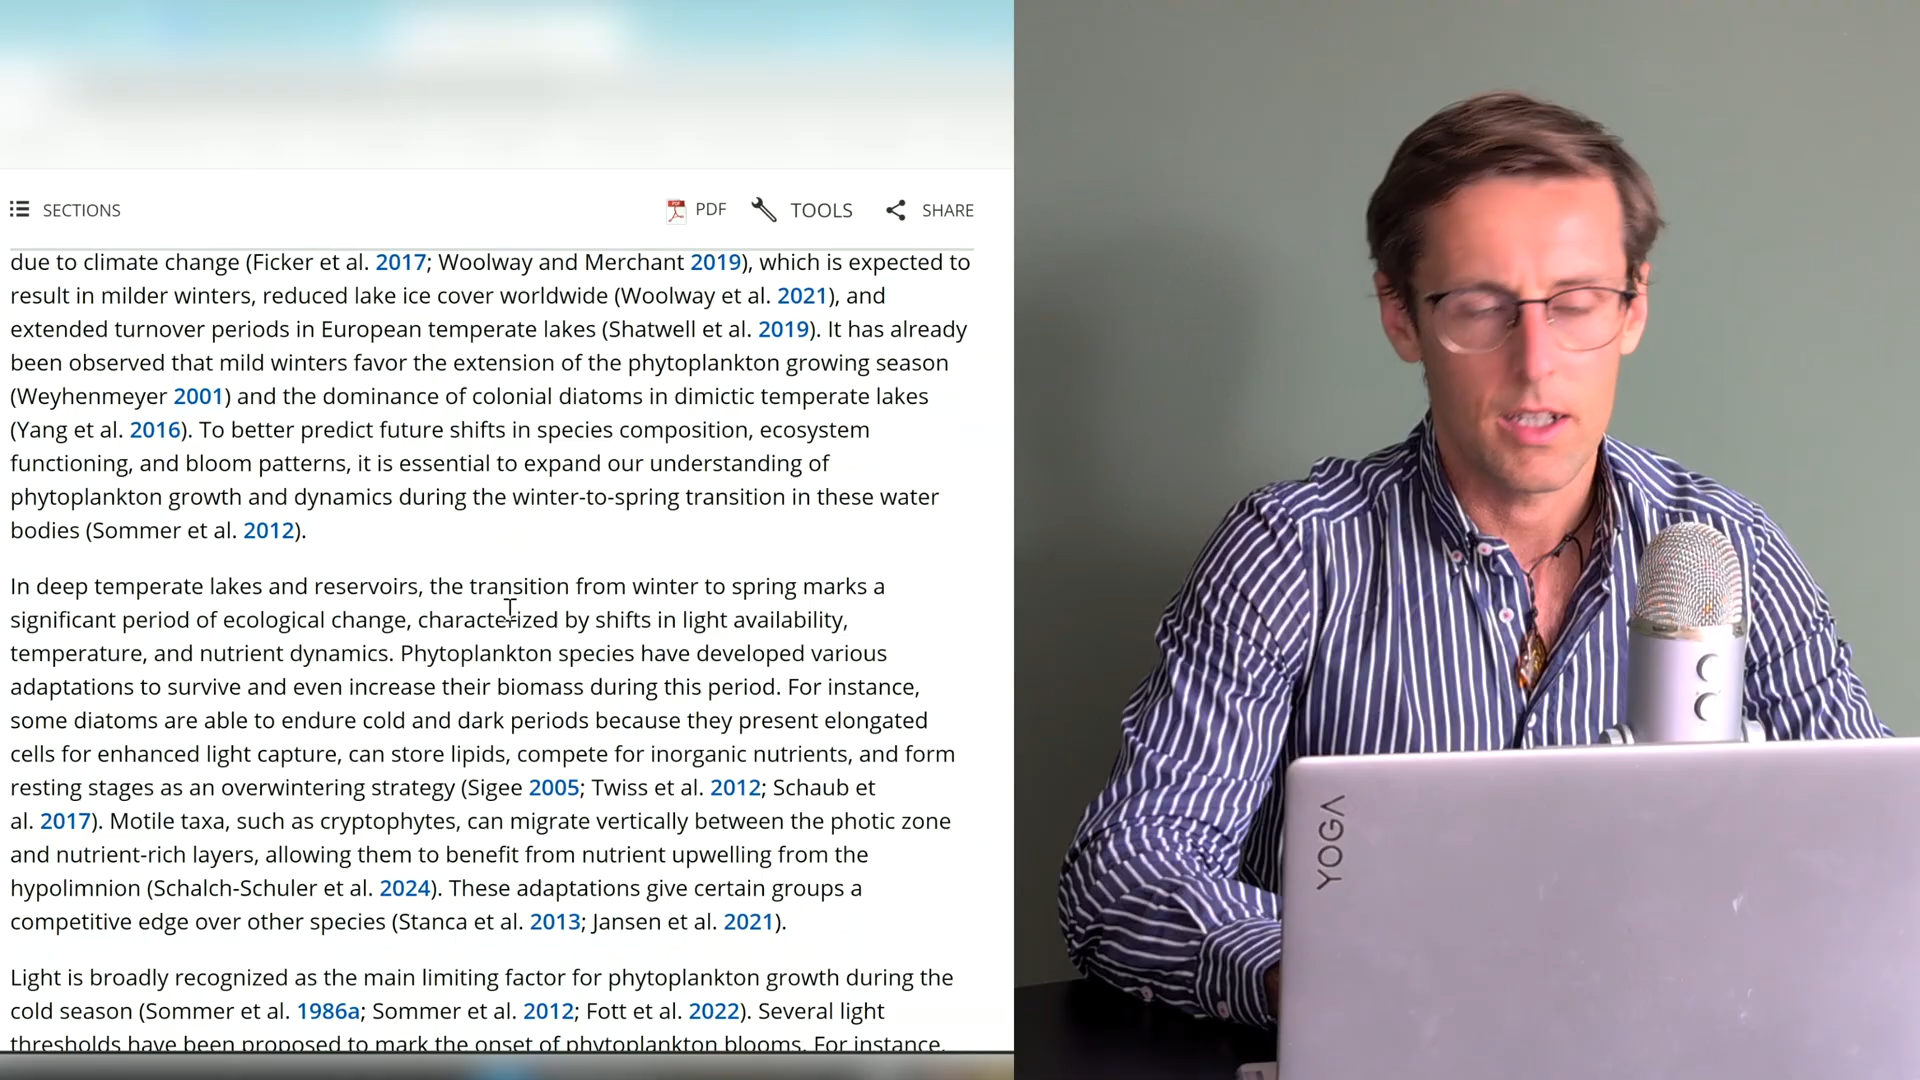 SECTIONS
PDF
TOOLS
SHARE
due to climate change (Ficker et al. 2017; Woolway and Merchant 2019), which is expected to
result in milder winters, reduced lake ice cover worldwide (Woolway et al. 2021), and
extended turnover periods in European temperate lakes (Shatwell et al. 2019). It has already
been observed that mild winters favor the extension of the phytoplankton growing season
(Weyhenmeyer 2001) and the dominance of colonial diatoms in dimictic temperate lakes
(Yang et al. 2016). To better predict future shifts in species composition, ecosystem
functioning, and bloom patterns, it is essential to expand our understanding of
phytoplankton growth and dynamics during the winter-to-spring transition in these water
bodies (Sommer et al. 2012).
In deep temperate lakes and reservoirs, the transition from winter to spring marks a
significant period of ecological change, characterized by shifts in light availability,
temperature, and nutrient dynamics. Phytoplankton species have developed various
adaptations to survive and even increase their biomass during this period. For instance,
some diatoms are able to endure cold and dark periods because they present elongated
cells for enhanced light capture, can store lipids, compete for inorganic nutrients, and form
resting stages as an overwintering strategy (Sigee 2005; Twiss et al. 2012; Schaub et
al. 2017). Motile taxa, such as cryptophytes, can migrate vertically between the photic zone
and nutrient-rich layers, allowing them to benefit from nutrient upwelling from the
hypolimnion (Schalch-Schuler et al. 2024). These adaptations give certain groups a
competitive edge over other species (Stanca et al. 2013; Jansen et al. 2021).
Light is broadly recognized as the main limiting factor for phytoplankton growth during the
cold season (Sommer et al. 1986a; Sommer et al. 2012; Fott et al. 2022). Several light
thresholds have been proposed to mark the onset of phytoplankton blooms. For instance,
YOGA